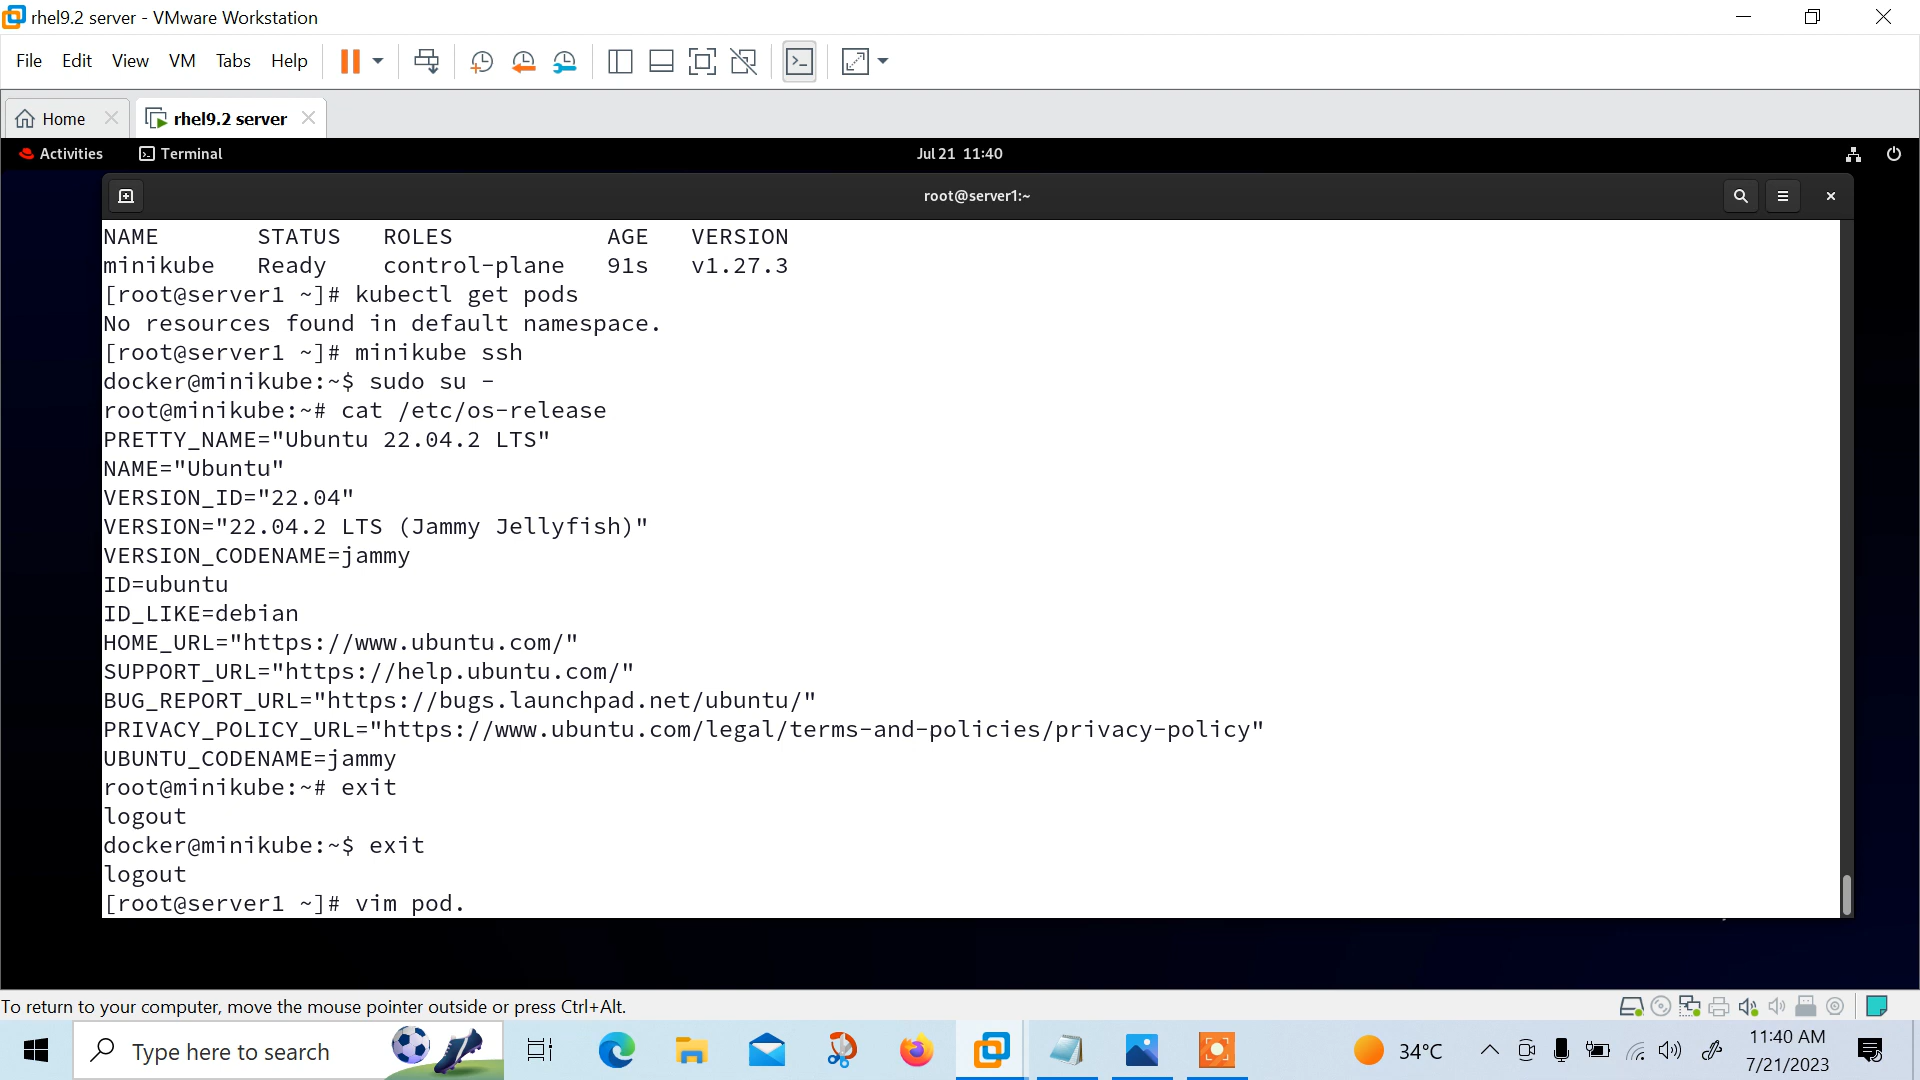 rhel9.2 server - VMware Workstation
File Edit View VM Tabs Help
Home rhel9.2 server
Activities Terminal Jul 21 11:40
root@server1:~
NAME STATUS ROLES AGE VERSION
minikube Ready control-plane 91s v1.27.3
[root@server1 ~]# kubectl get pods
No resources found in default namespace.
[root@server1 ~]# minikube ssh
docker@minikube:~$ sudo su -
root@minikube:~# cat /etc/os-release
PRETTY_NAME="Ubuntu 22.04.2 LTS"
NAME="Ubuntu"
VERSION_ID="22.04"
VERSION="22.04.2 LTS (Jammy Jellyfish)"
VERSION_CODENAME=jammy
ID=ubuntu
ID_LIKE=debian
HOME_URL="https://www.ubuntu.com/"
SUPPORT_URL="https://help.ubuntu.com/"
BUG_REPORT_URL="https://bugs.launchpad.net/ubuntu/"
PRIVACY_POLICY_URL="https://www.ubuntu.com/legal/terms-and-policies/privacy-policy"
UBUNTU_CODENAME=jammy
root@minikube:~# exit
logout
docker@minikube:~$ exit
logout
[root@server1 ~]# vim pod.
To return to your computer, move the mouse pointer outside or press Ctrl+Alt.
Type here to search
34°C
11:40 AM
7/21/2023